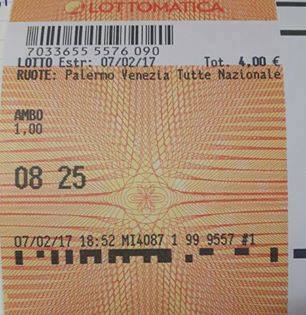 LOTTOMATICA
7033655 5576 090
LOTTO Estr: 07/02/17 Tot. 4,00 €
RUOTE: Palermo Venezia Tutte Nazionale
AMBO
1,00
08 25
07/02/17 18:52 MI4087 1 99 9557 #1